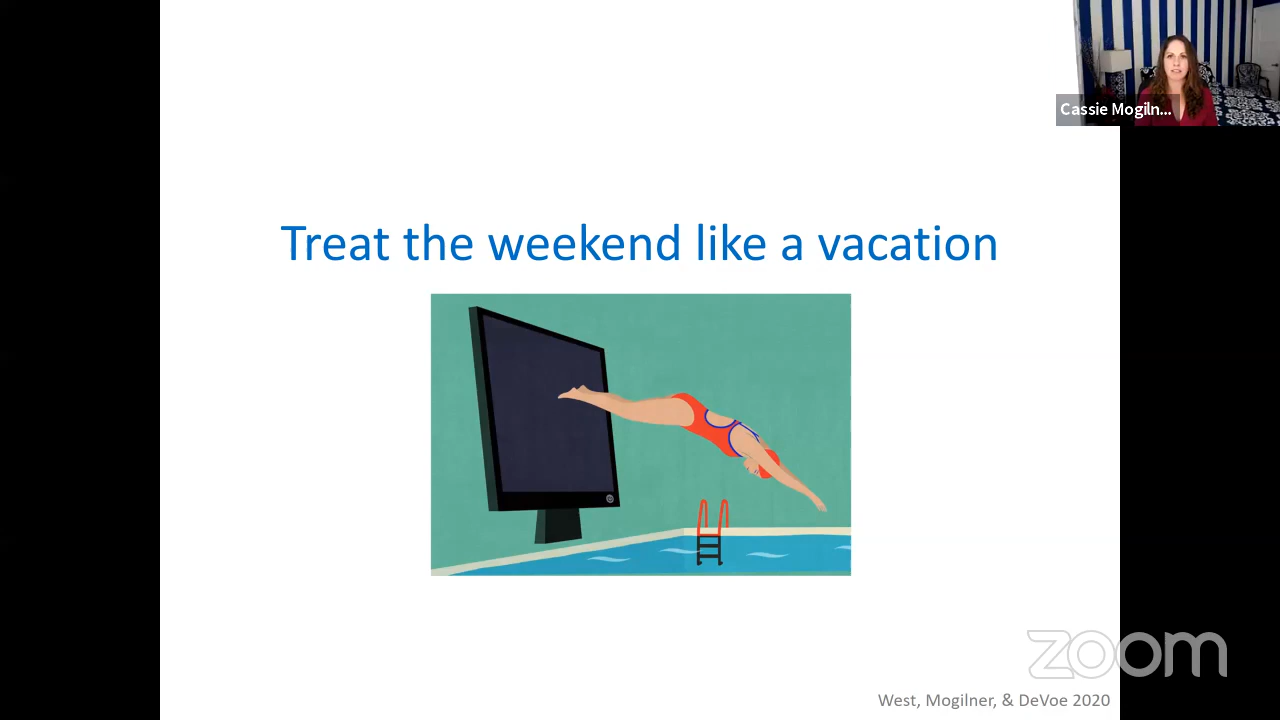 Cassie Mogiln...
Treat the weekend like a vacation
zoom
West, Mogilner, & DeVoe 2020